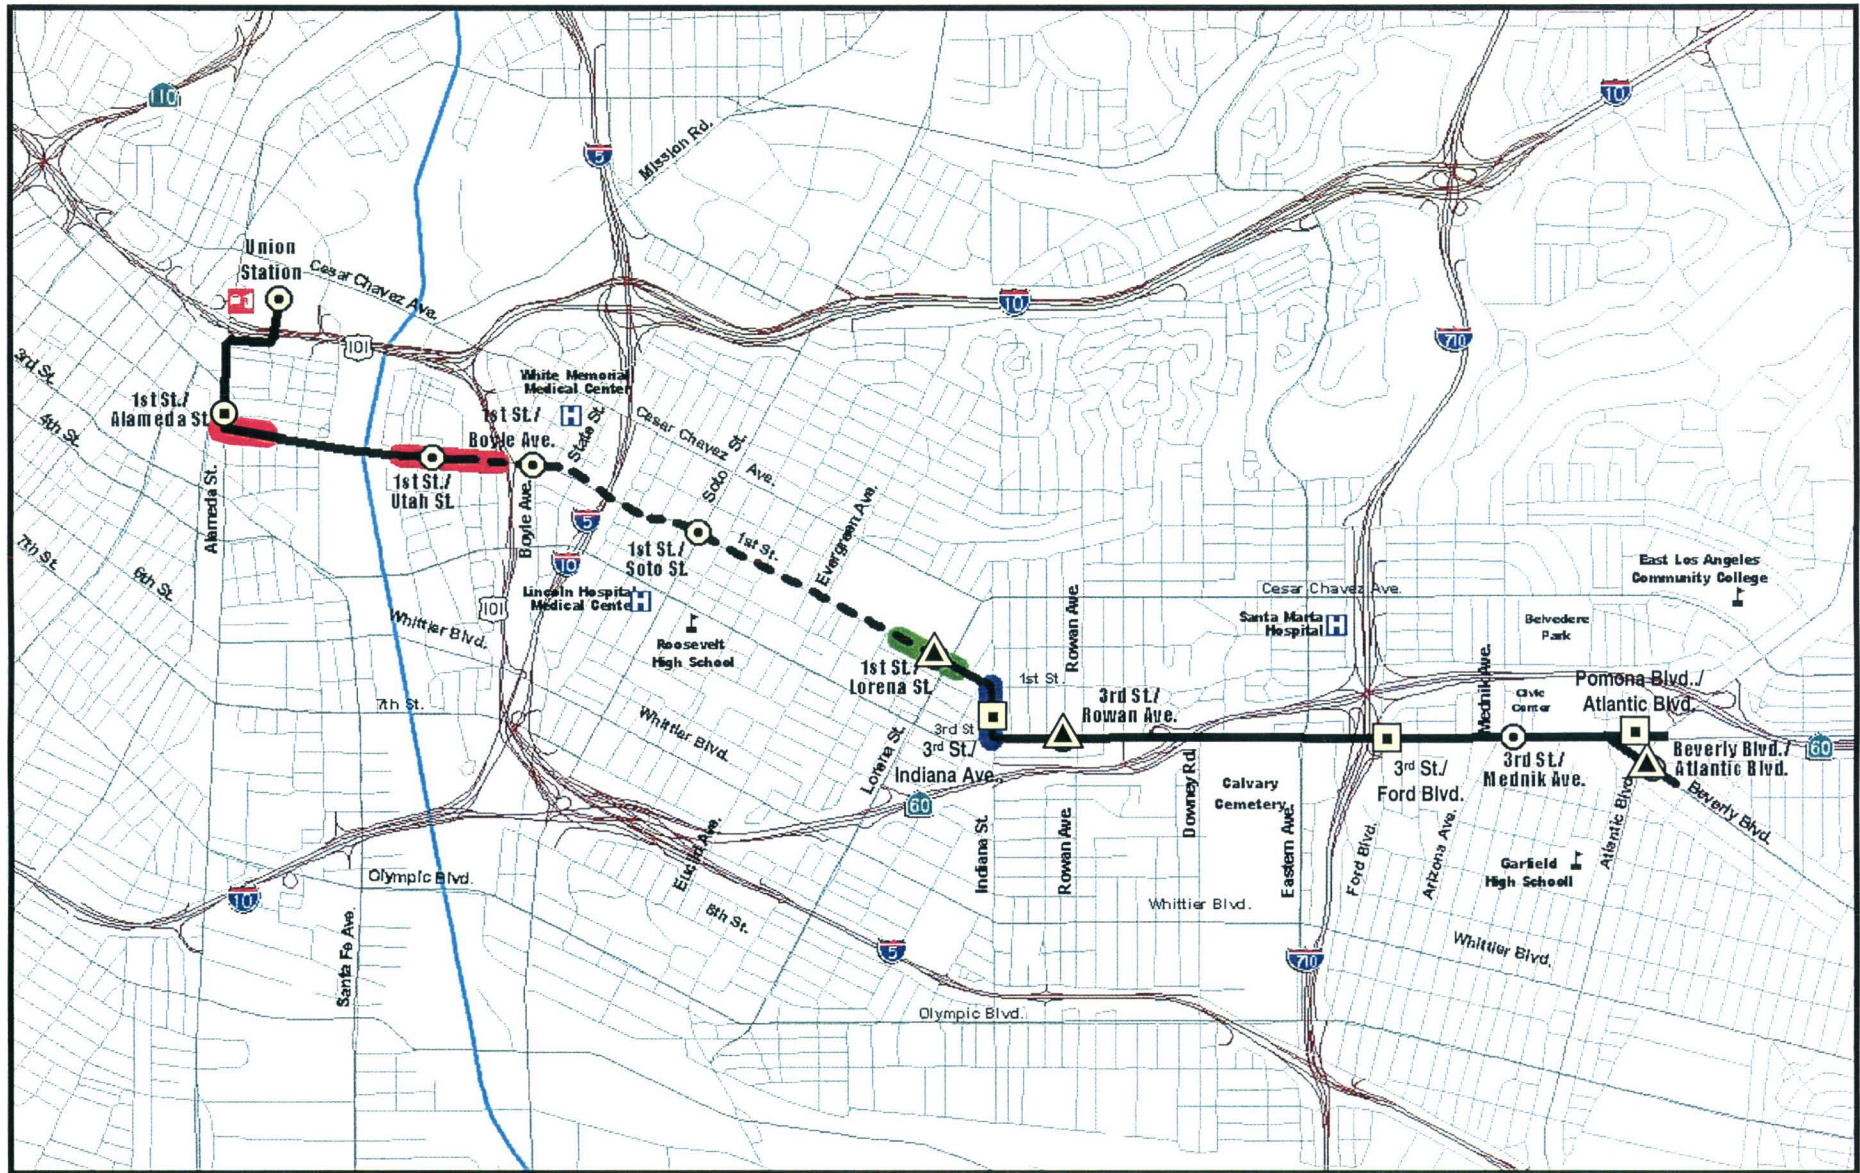 10
110
5
Mission Rd.
Union
Station
Cesar Chavez Ave.
10
101
710
3rd St.
White Memorial
Medical Center
H
1st St./
Alameda St.
4th St.
1st St./
Boyle Ave.
State St.
Cesar Chavez Ave.
Soto St.
1st St./
Utah St.
Alameda St.
Boyle Ave.
5
1st St.
1st St./
Soto St.
Evergreen Ave.
7th St.
6th St.
10
East Los Angeles
Community College
101
Lincoln Hospital
Medical Center
H
Cesar Chavez Ave.
Rowan Ave.
Whittier Blvd.
Roosevelt
High School
Santa Marta
Hospital
H
Belvedere
Park
1st St./
Lorena St.
1st St.
Mednik Ave.
Pomona Blvd../
Atlantic Blvd.
Civic
Center
3rd St./
Rowan Ave.
7th St.
Whittier Blvd.
3rd St
3rd St./
Indiana Ave.
Lorena St.
60
Downey Rd.
Calvary
Cemetery
3rd St./
Ford Blvd.
3rd St./
Mednik Ave.
Beverly Blvd./
Atlantic Blvd.
60
Beverly Blvd.
Atlantic Blvd.
Indiana St.
Rowan Ave.
Eastern Ave.
Ford Blvd.
Arizona Ave.
Garfield
High Schooll
Euclid Ave.
Olympic Blvd.
10
8th St.
Whittier Blvd.
Whittier Blvd.
Santa Fe Ave
5
710
Olympic Blvd.